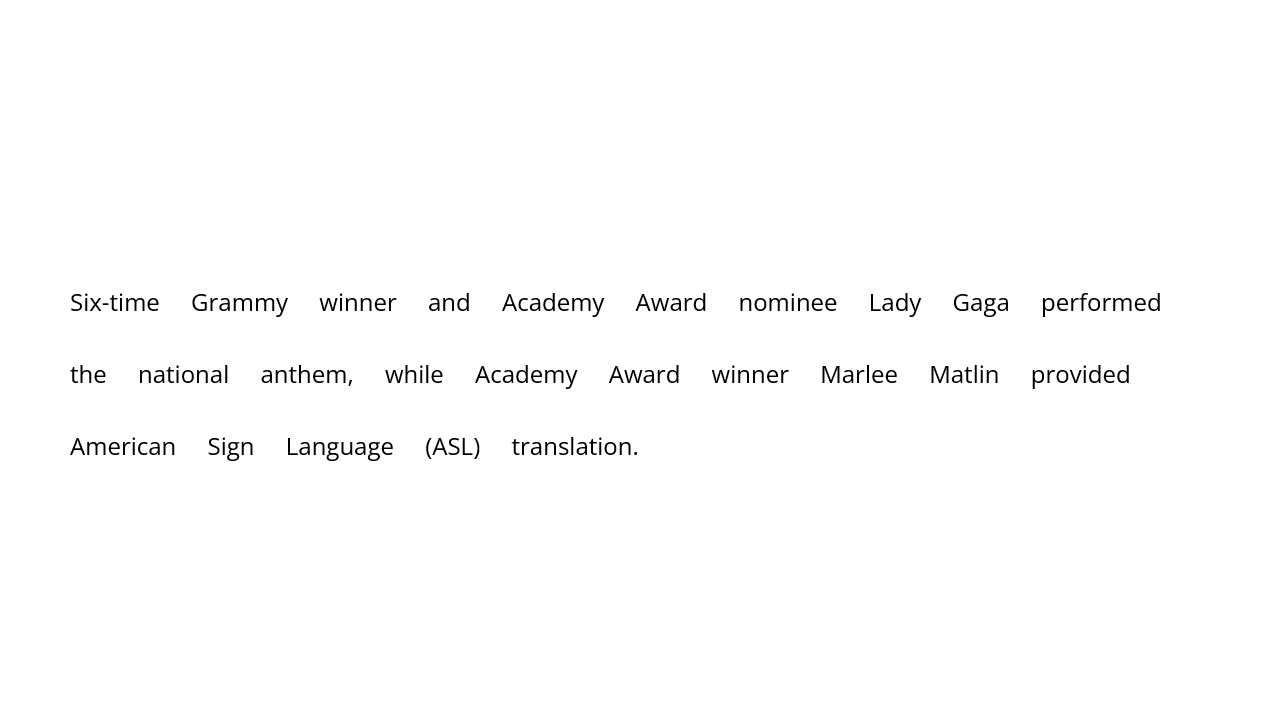 Six-time Grammy winner and Academy Award nominee Lady Gaga performed
the national anthem, while Academy Award winner Marlee Matlin provided
American Sign Language (ASL) translation.